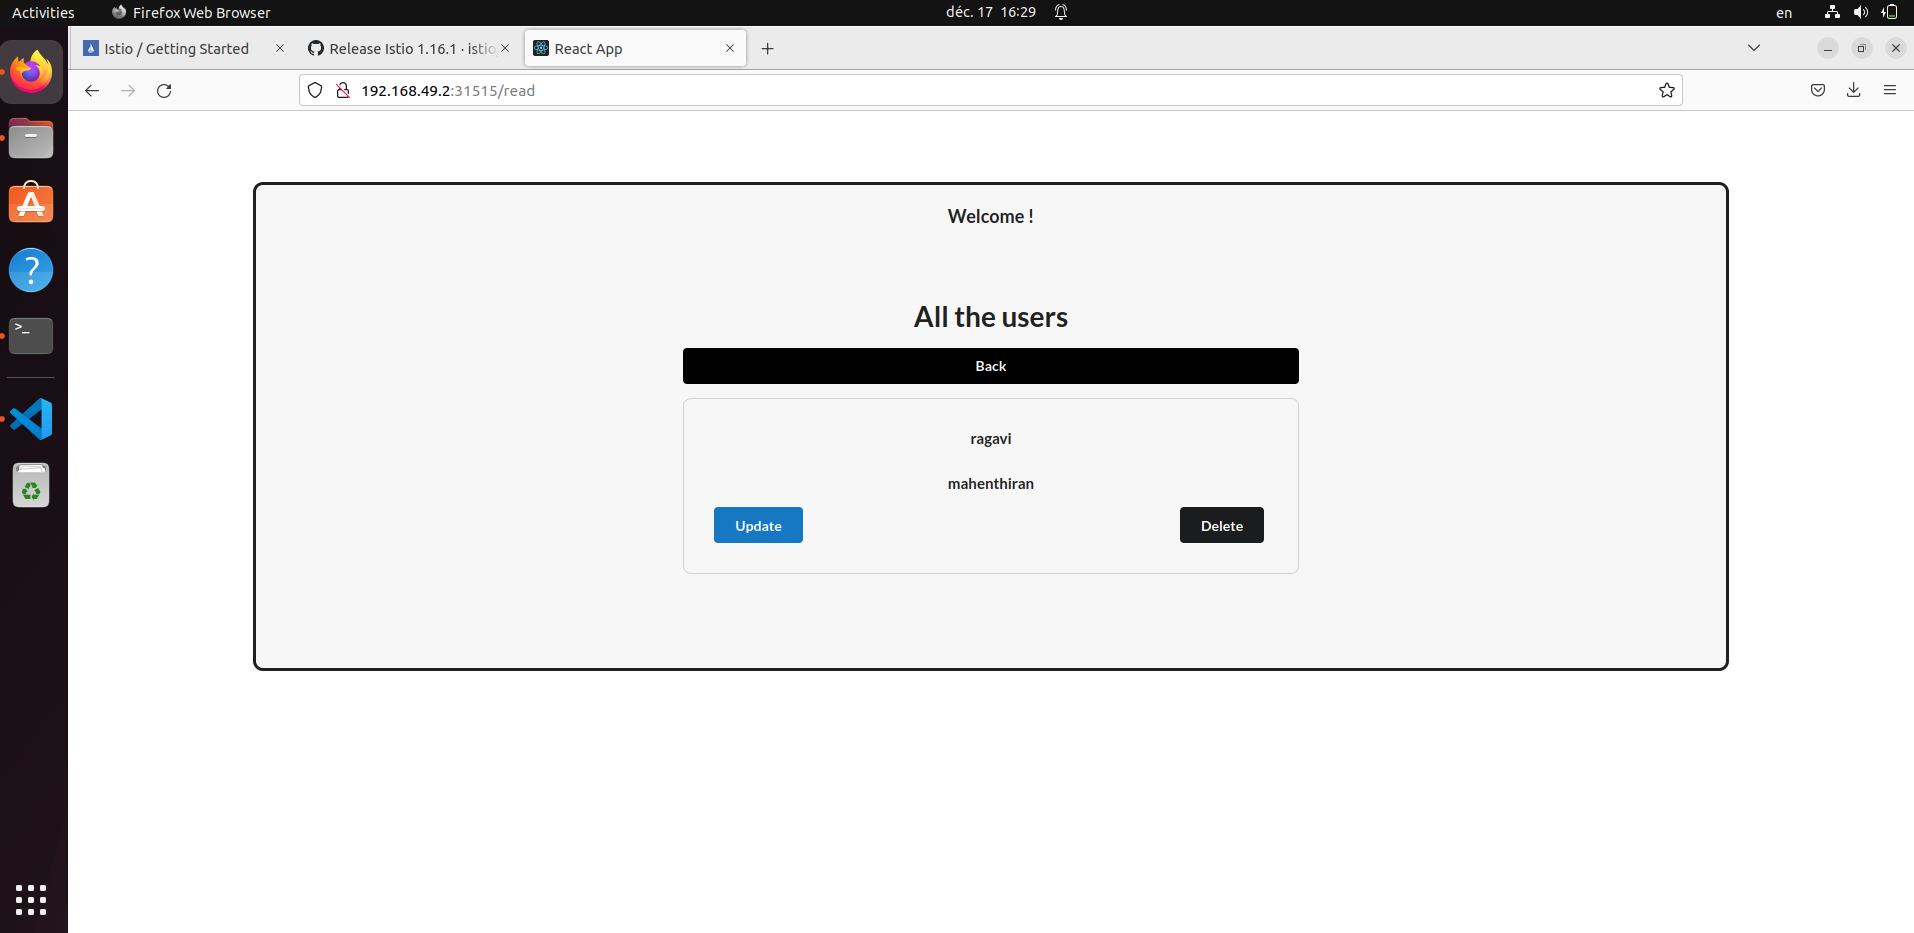 Activities Firefox Web Browser déc. 17 16:29 en
Istio / Getting Started Release Istio 1.16.1 · istio React App
192.168.49.2:31515/read
Welcome !
All the users
Back
ragavi
mahenthiran
Update Delete